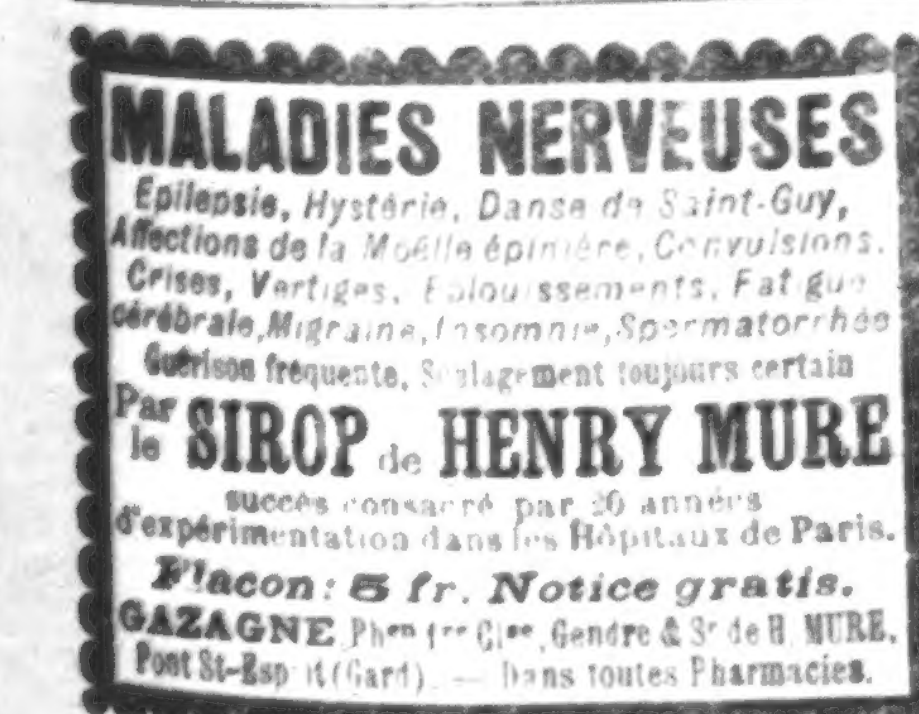 MALADIES NERVEUSES
Epilepsie, Hystérie, Danse de Saint-Guy,
Affections de la Moëlle épinière, Convulsions,
Crises, Vertiges, Eblouissements, Fatigue
cérébrale, Migraine, Insomnie, Spermatorrhée
Guérison fréquente, Soulagement toujours certain
Par le SIROP de HENRY MURE
succès consacré par 20 années
d'expérimentation dans les Hôpitaux de Paris.
Flacon: 5 fr. Notice gratis.
GAZAGNE, Phen 1re Clse, Gendre & Sr de H. MURE,
Pont St-Esprit (Gard). — Dans toutes Pharmacies.